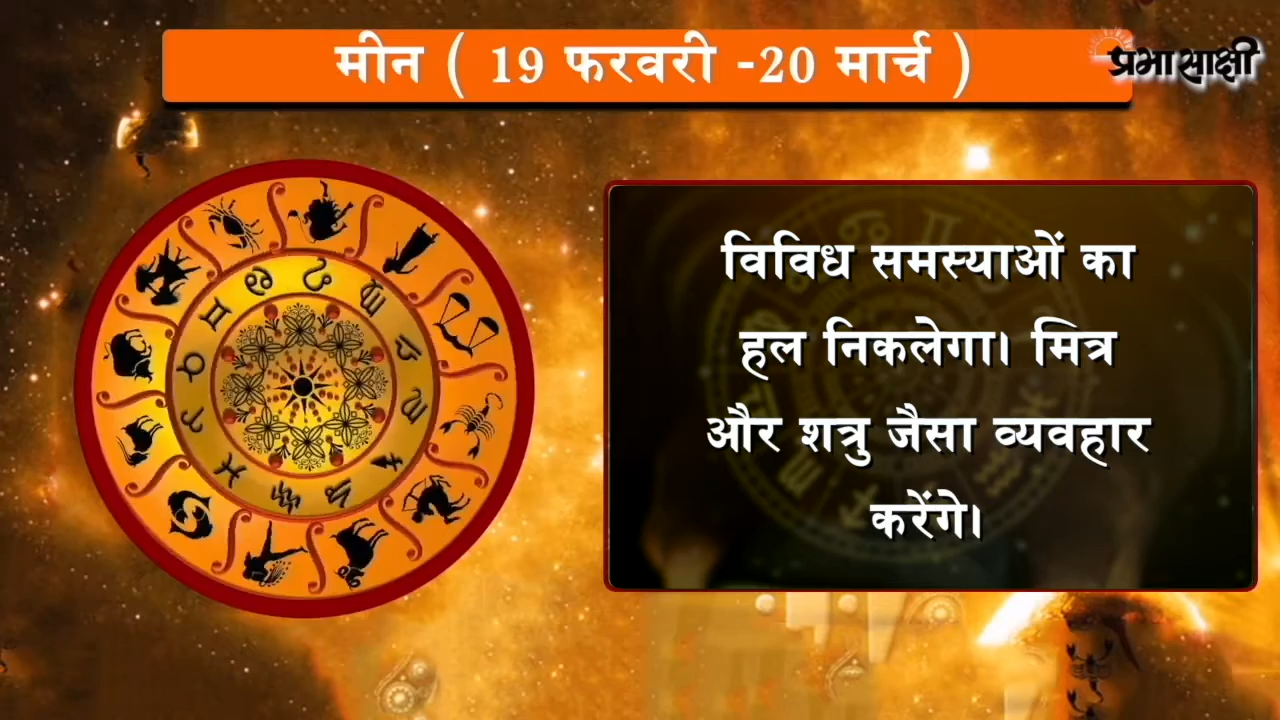 मीन ( 19 फरवरी -20 मार्च )
प्रभासाक्षी
विविध समस्याओं का
हल निकलेगा। मित्र
और शत्रु जैसा व्यवहार
करेंगे।